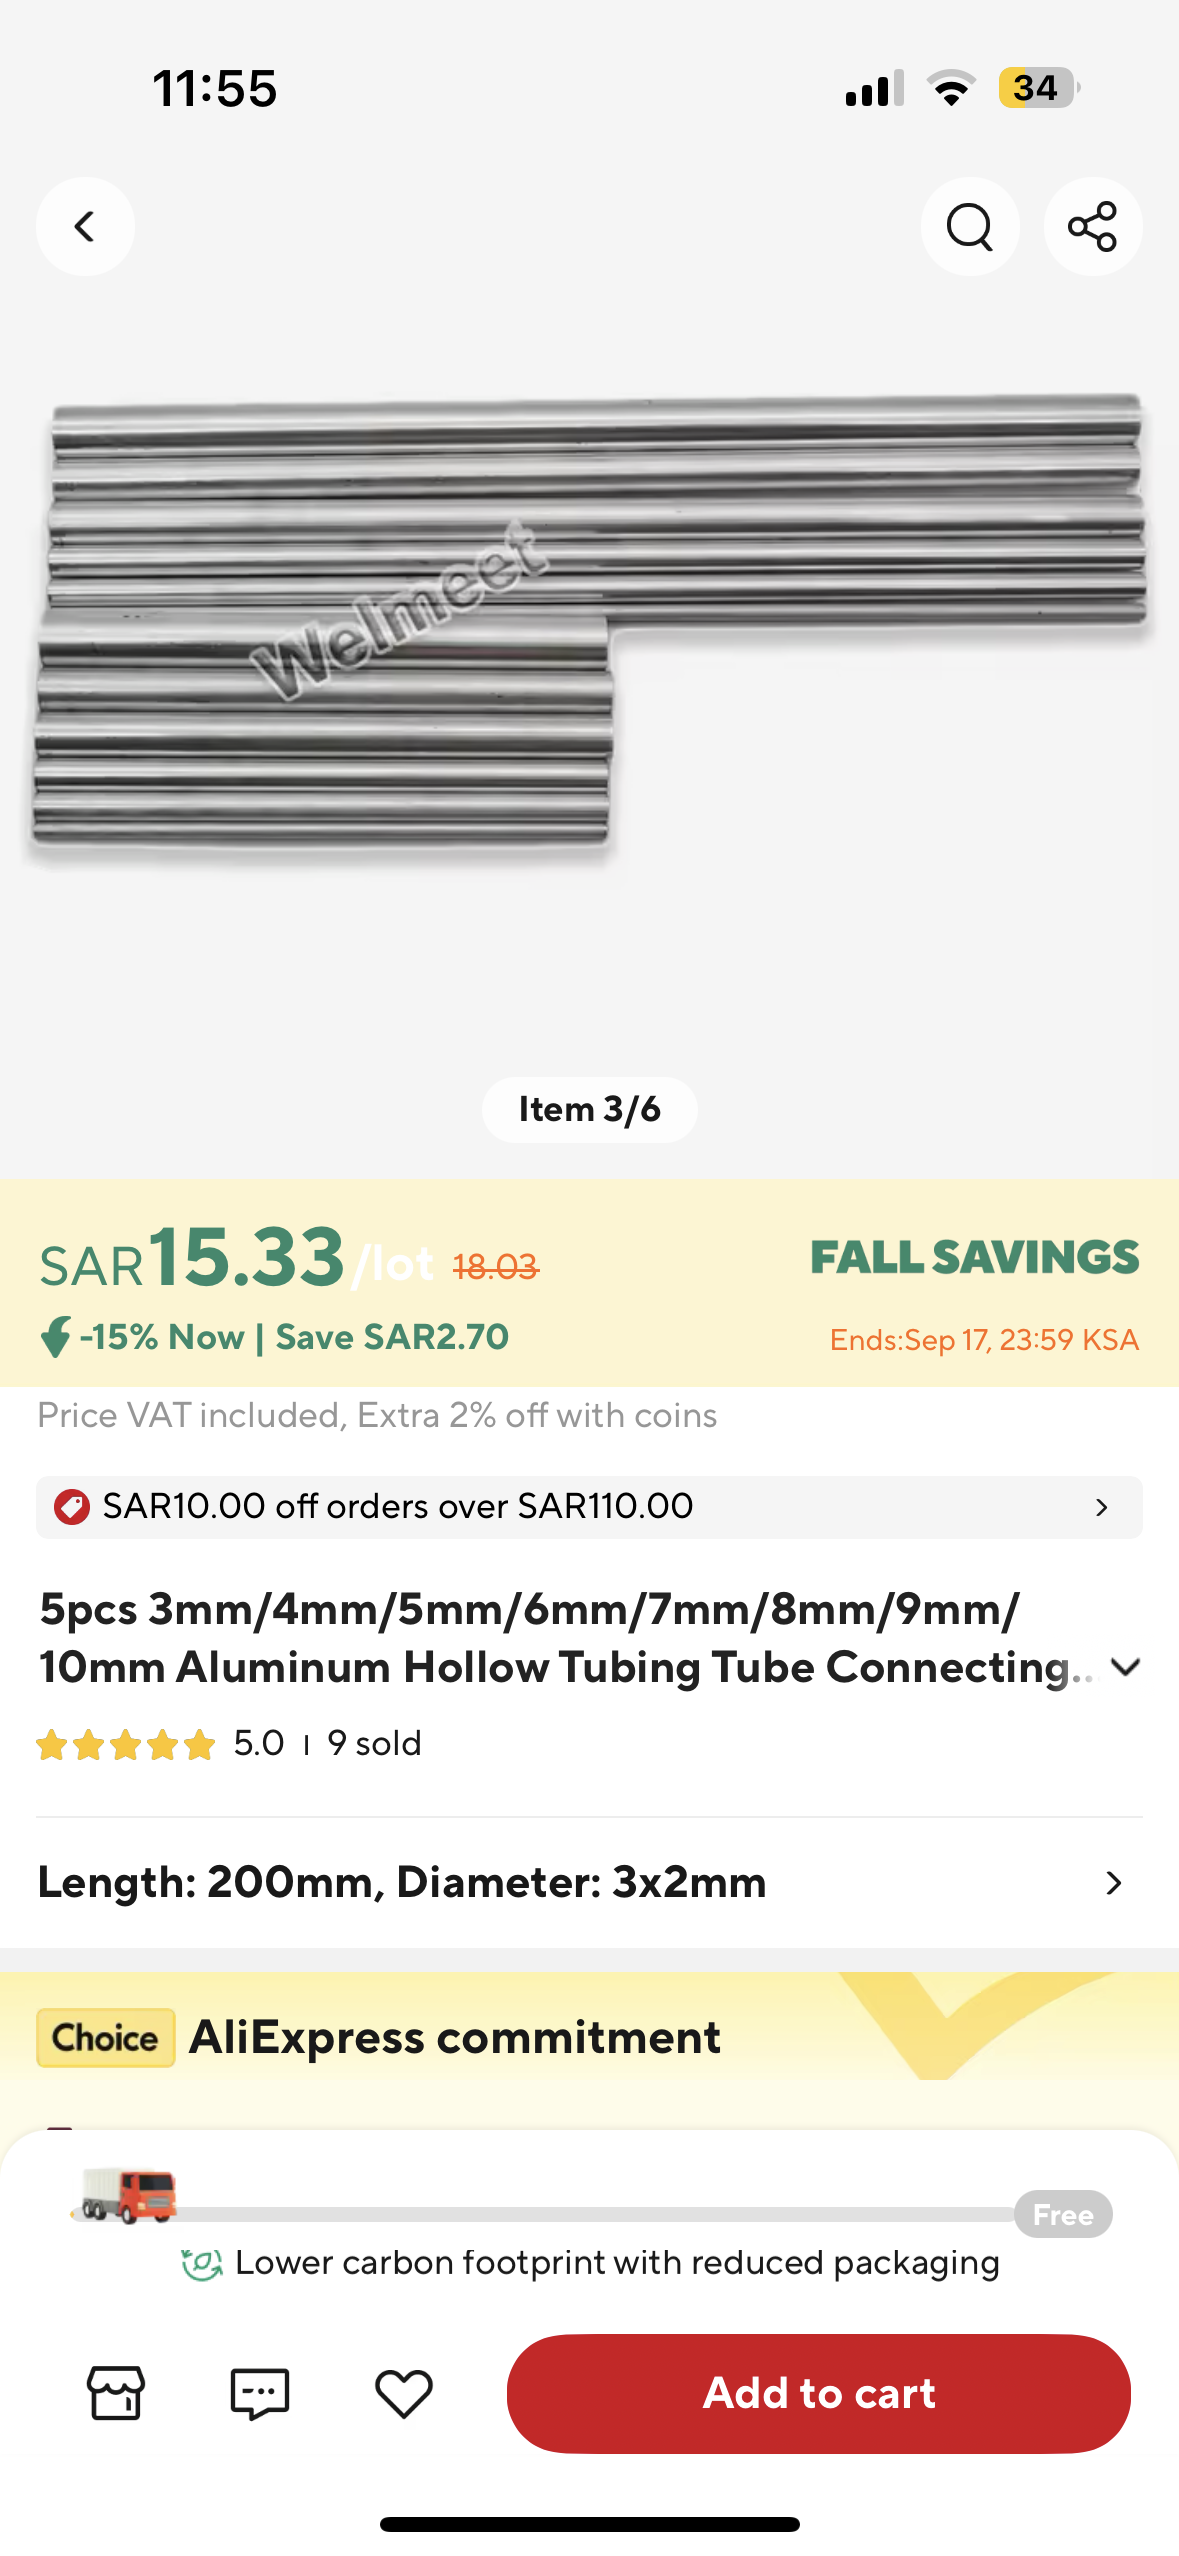 11:55
34
Welmeet
Item 3/6
SAR15.33/lot 18.03
FALL SAVINGS
-15% Now | Save SAR2.70
Ends:Sep 17, 23:59 KSA
Price VAT included, Extra 2% off with coins
SAR10.00 off orders over SAR110.00
5pcs 3mm/4mm/5mm/6mm/7mm/8mm/9mm/
10mm Aluminum Hollow Tubing Tube Connecting...
5.0 | 9 sold
Length: 200mm, Diameter: 3x2mm
Choice AliExpress commitment
Free
Lower carbon footprint with reduced packaging
Add to cart